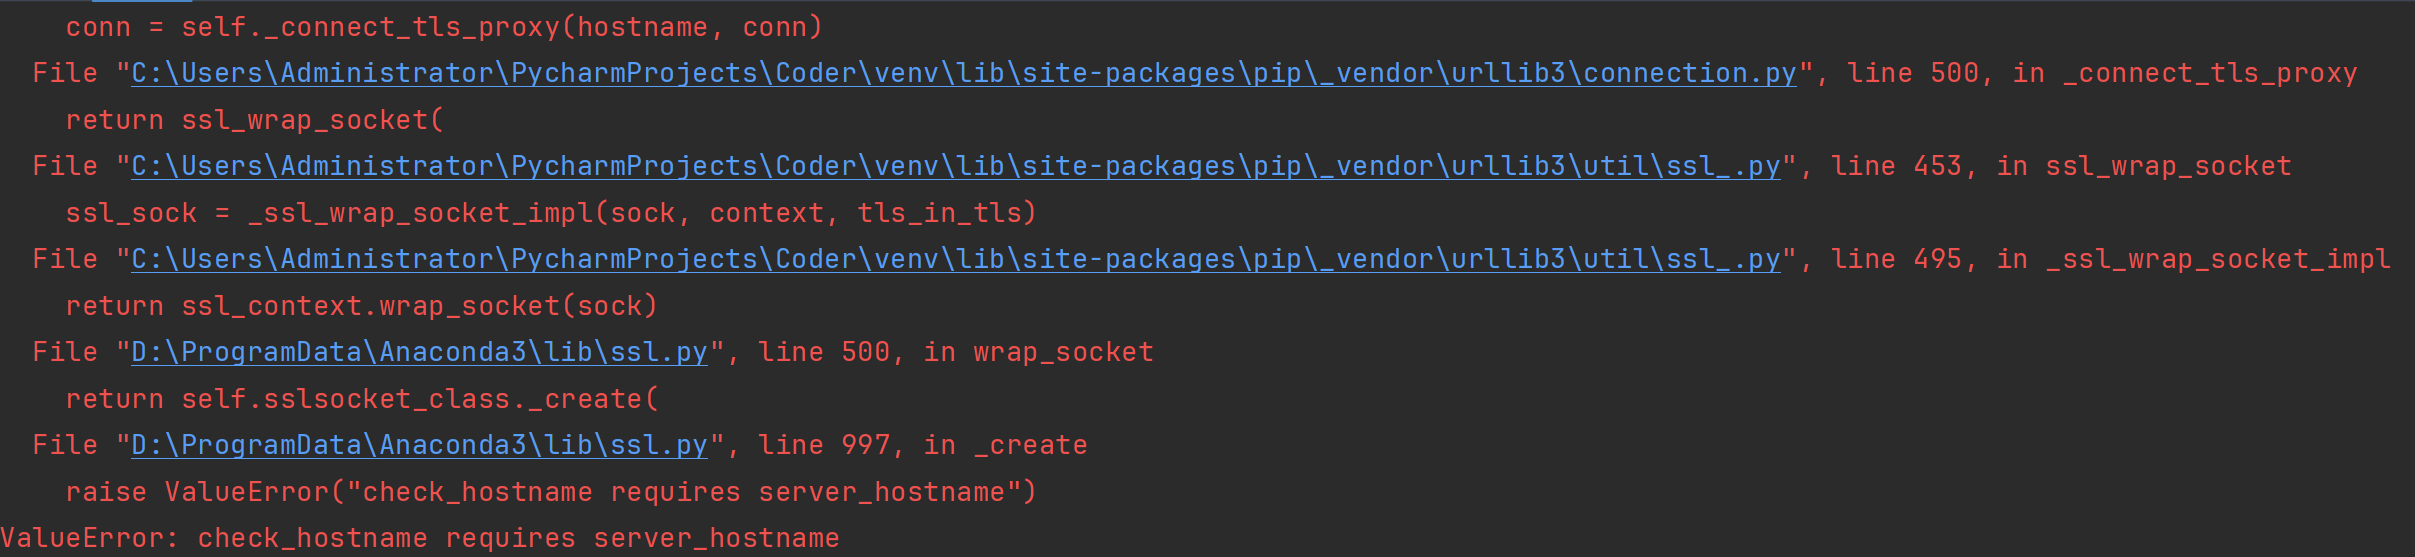 conn = self._connect_tls_proxy(hostname, conn)
File "C:\Users\Administrator\PycharmProjects\Coder\venv\lib\site-packages\pip\_vendor\urllib3\connection.py", line 500, in _connect_tls_proxy
return ssl_wrap_socket(
File "C:\Users\Administrator\PycharmProjects\Coder\venv\lib\site-packages\pip\_vendor\urllib3\util\ssl_.py", line 453, in ssl_wrap_socket
ssl_sock = _ssl_wrap_socket_impl(sock, context, tls_in_tls)
File "C:\Users\Administrator\PycharmProjects\Coder\venv\lib\site-packages\pip\_vendor\urllib3\util\ssl_.py", line 495, in _ssl_wrap_socket_impl
return ssl_context.wrap_socket(sock)
File "D:\ProgramData\Anaconda3\lib\ssl.py", line 500, in wrap_socket
return self.sslsocket_class._create(
File "D:\ProgramData\Anaconda3\lib\ssl.py", line 997, in _create
raise ValueError("check_hostname requires server_hostname")
ValueError: check_hostname requires server_hostname